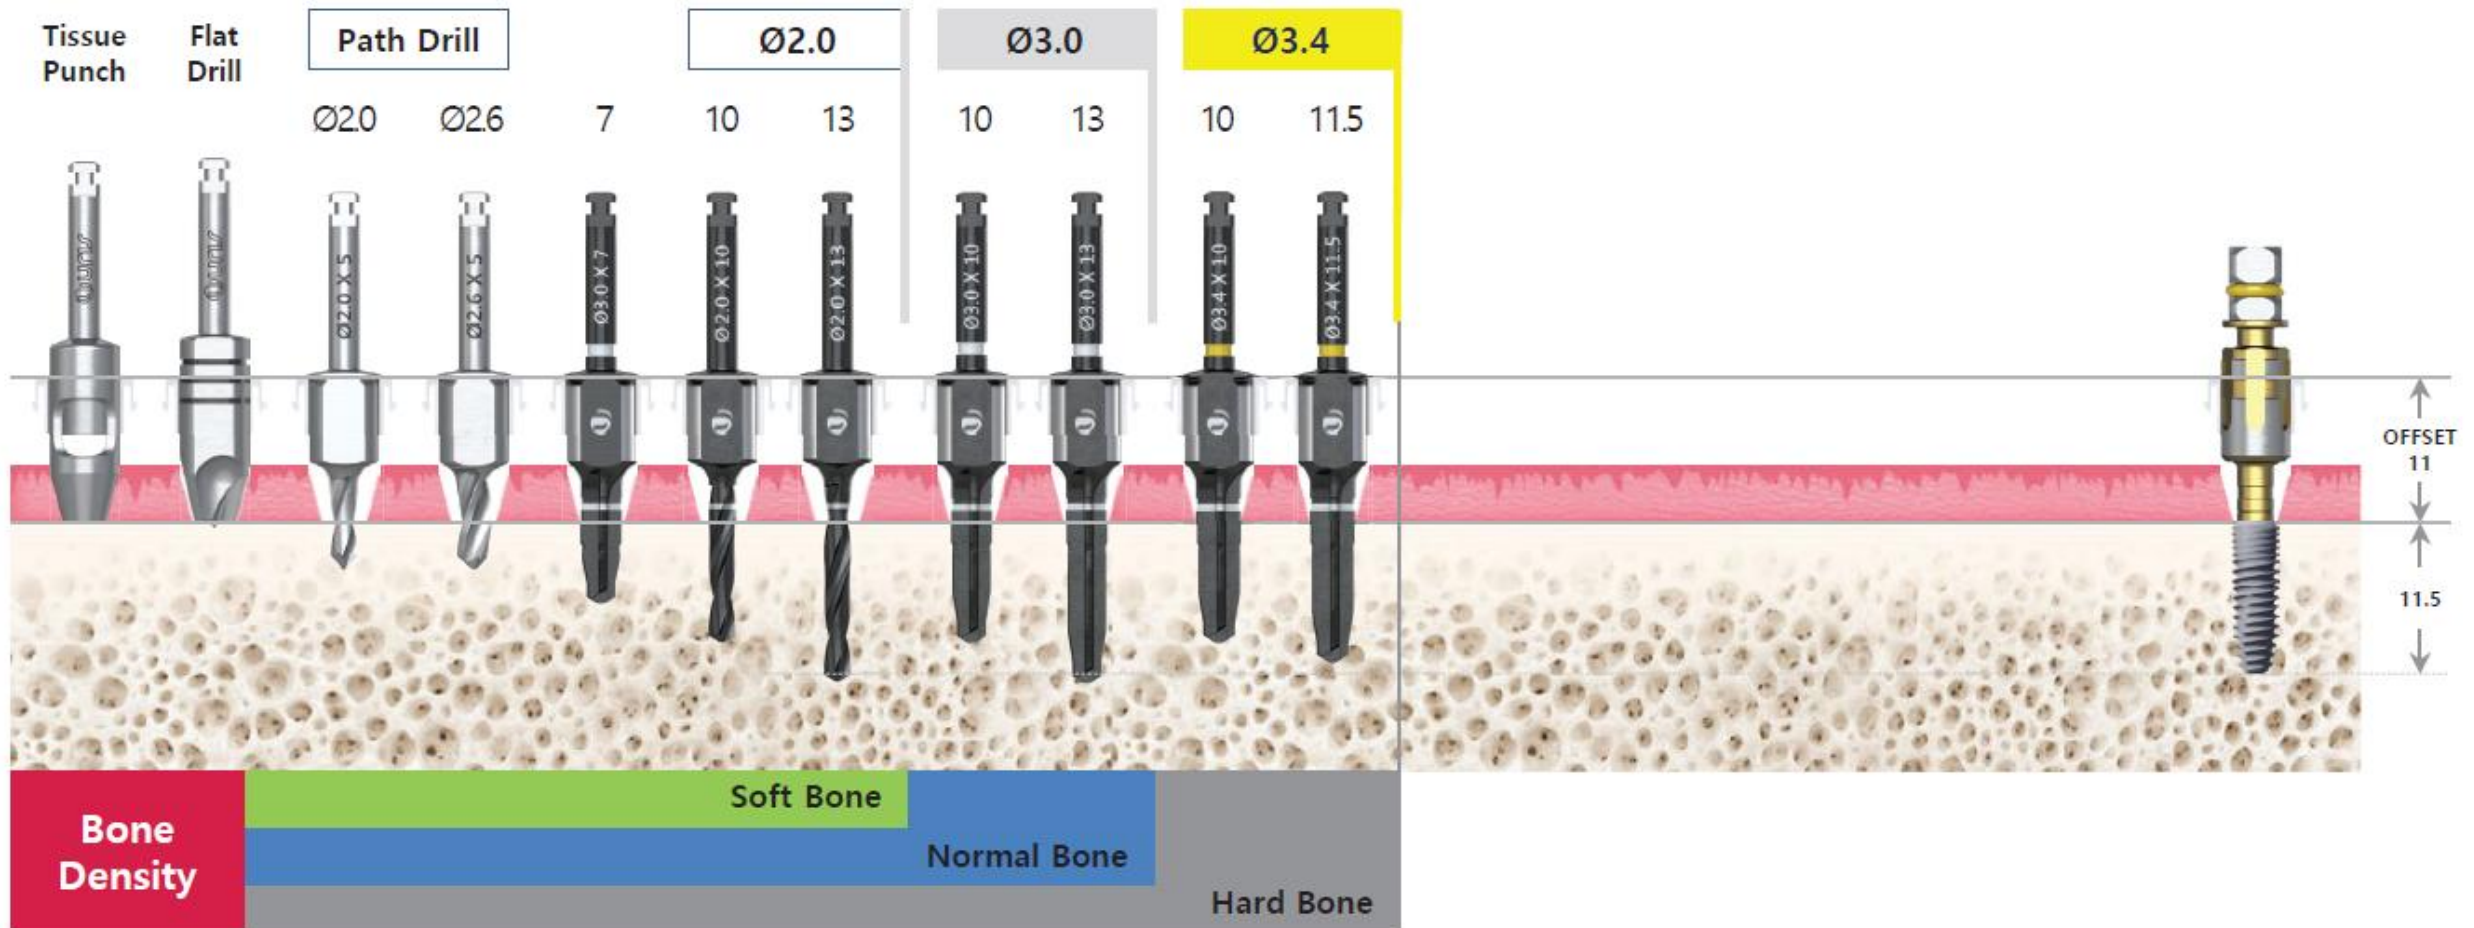 Tissue
Punch
Flat
Drill
Path Drill
Ø2.0
Ø3.0
Ø3.4
Ø2.0
Ø2.6
7
10
13
10
13
10
11.5
Ø2.0 X 5
Ø2.6 X 5
Ø3.0 X 7
Ø2.0 X 10
Ø2.0 X 13
Ø3.0 X 10
Ø3.0 X 13
Ø3.4 X 10
Ø3.4 X 11.5
OFFSET
11
11.5
Bone
Density
Soft Bone
Normal Bone
Hard Bone